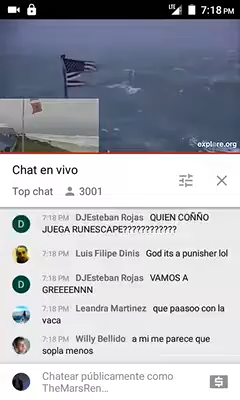 LTE 7:18 PM
explore.org
Chat en vivo
Top chat 3001
D 7:18 PM DJEsteban Rojas QUIEN COÑÑO
JUEGA RUNESCAPE????????????
7:18 PM Luis Filipe Dinis God its a punisher lol
D 7:18 PM DJEsteban Rojas VAMOS A
GREEEENNN
7:18 PM Leandra Martinez que paasoo con la
vaca
7:18 PM Willy Bellido a mi me parece que
sopla menos
Chatear públicamente como
TheMarsRen...